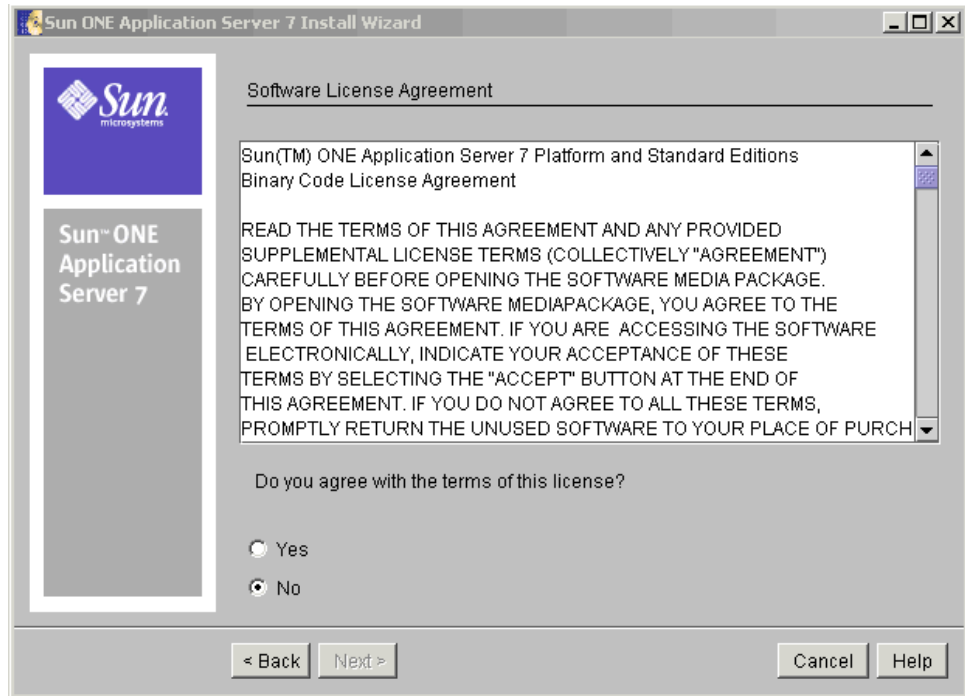 Sun ONE Application Server 7 Install Wizard
Sun
microsystems
Sun™ ONE
Application
Server 7
Software License Agreement
Sun(TM) ONE Application Server 7 Platform and Standard Editions
Binary Code License Agreement
READ THE TERMS OF THIS AGREEMENT AND ANY PROVIDED
SUPPLEMENTAL LICENSE TERMS (COLLECTIVELY "AGREEMENT")
CAREFULLY BEFORE OPENING THE SOFTWARE MEDIA PACKAGE.
BY OPENING THE SOFTWARE MEDIAPACKAGE, YOU AGREE TO THE
TERMS OF THIS AGREEMENT. IF YOU ARE  ACCESSING THE SOFTWARE
ELECTRONICALLY, INDICATE YOUR ACCEPTANCE OF THESE
TERMS BY SELECTING THE "ACCEPT" BUTTON AT THE END OF
THIS AGREEMENT. IF YOU DO NOT AGREE TO ALL THESE TERMS,
PROMPTLY RETURN THE UNUSED SOFTWARE TO YOUR PLACE OF PURCH
Do you agree with the terms of this license?
Yes
No
< Back
Next >
Cancel
Help